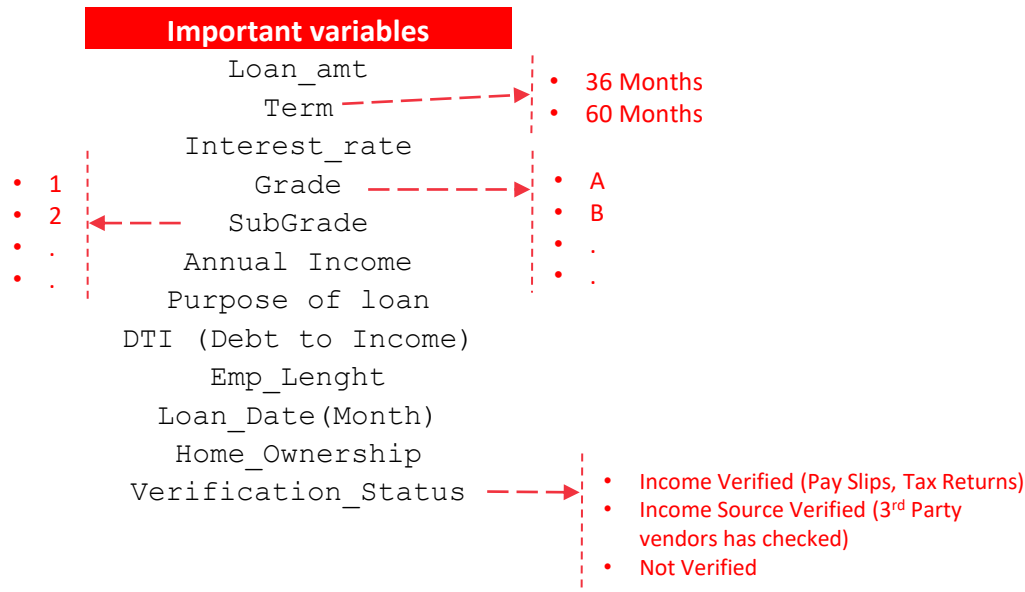 Important variables
Loan_amt
Term
• 36 Months
• 60 Months
Interest_rate
Grade
• A
• B
• .
• .
SubGrade
• 1
• 2
• .
• .
Annual Income
Purpose of loan
DTI (Debt to Income)
Emp_Lenght
Loan_Date(Month)
Home_Ownership
Verification_Status
• Income Verified (Pay Slips, Tax Returns)
• Income Source Verified (3rd Party
vendors has checked)
• Not Verified